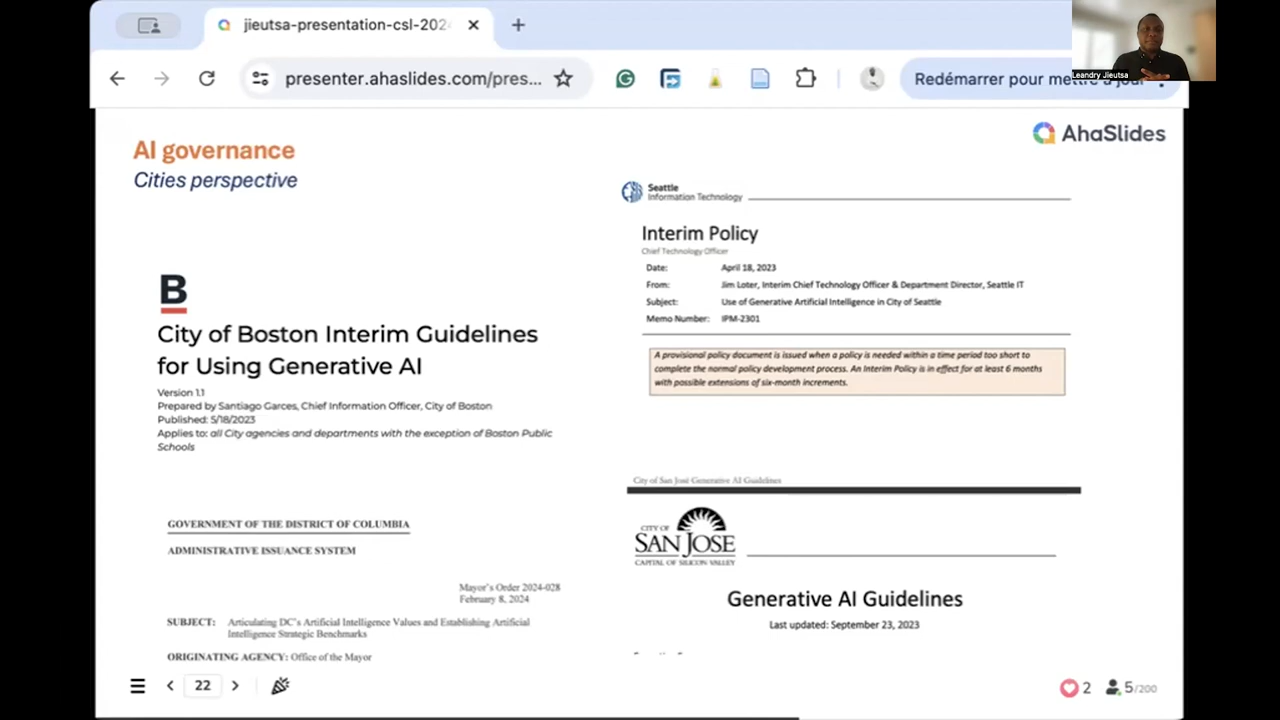 jieutsa-presentation-csl-202
presenter.ahaslides.com/pres...
Redémarrer pour mettre à jour
Leandry Jieutsa
AI governance
Cities perspective
AhaSlides
B
City of Boston Interim Guidelines
for Using Generative AI
Version 1.1
Prepared by Santiago Garces, Chief Information Officer, City of Boston
Published: 5/18/2023
Applies to: all City agencies and departments with the exception of Boston Public
Schools
GOVERNMENT OF THE DISTRICT OF COLUMBIA
ADMINISTRATIVE ISSUANCE SYSTEM
Mayor's Order 2024-028
February 8, 2024
SUBJECT: Articulating DC's Artificial Intelligence Values and Establishing Artificial
Intelligence Strategic Benchmarks
ORIGINATING AGENCY: Office of the Mayor
Seattle
Information Technology
Interim Policy
Chief Technology Officer
Date: April 18, 2023
From: Jim Loter, Interim Chief Technology Officer & Department Director, Seattle IT
Subject: Use of Generative Artificial Intelligence in City of Seattle
Memo Number: IPM-2301
A provisional policy document is issued when a policy is needed within a time period too short to
complete the normal policy development process. An Interim Policy is in effect for at least 6 months
with possible extensions of six-month increments.
City of San José Generative AI Guidelines
CITY OF
SAN JOSE
CAPITAL OF SILICON VALLEY
Generative AI Guidelines
Last updated: September 23, 2023
22
2
5/200